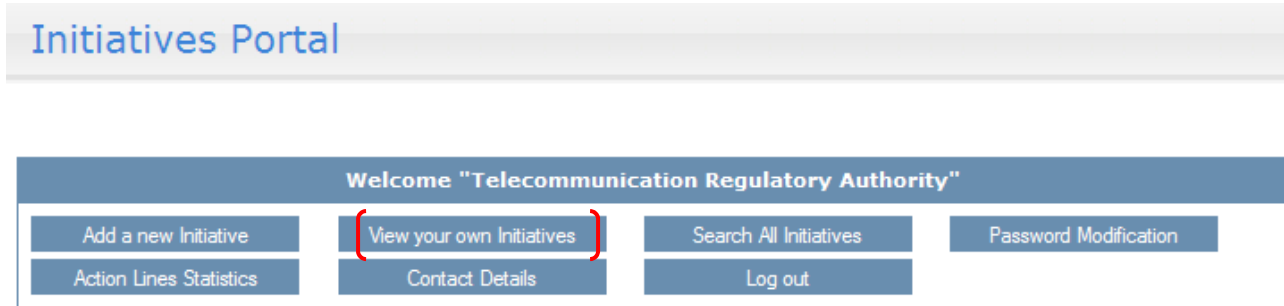 Initiatives Portal
Welcome "Telecommunication Regulatory Authority"
Add a new Initiative View your own Initiatives Search All Initiatives Password Modification
Action Lines Statistics Contact Details Log out